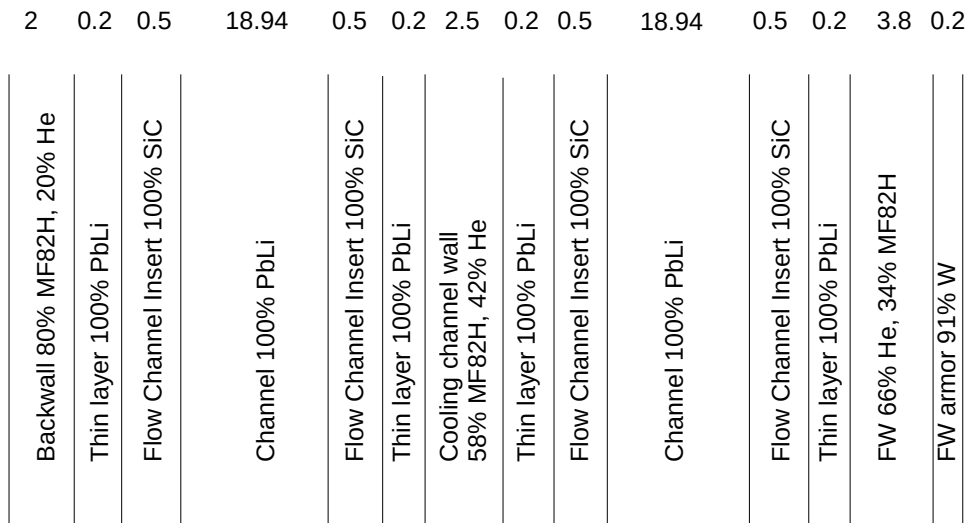 2 0.2 0.5 18.94 0.5 0.2 2.5 0.2 0.5 18.94 0.5 0.2 3.8 0.2
Backwall 80% MF82H, 20% He
Thin layer 100% PbLi
Flow Channel Insert 100% SiC
Channel 100% PbLi
Flow Channel Insert 100% SiC
Thin layer 100% PbLi
Cooling channel wall
58% MF82H, 42% He
Thin layer 100% PbLi
Flow Channel Insert 100% SiC
Channel 100% PbLi
Flow Channel Insert 100% SiC
Thin layer 100% PbLi
FW 66% He, 34% MF82H
FW armor 91% W